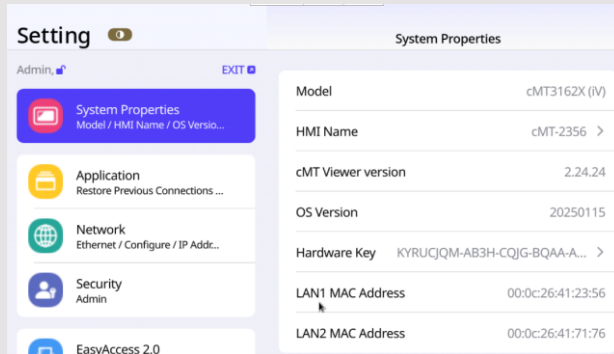 Setting
Admin,
EXIT
System Properties
Model / HMI Name / OS Versio...
Application
Restore Previous Connections ...
Network
Ethernet / Configure / IP Addr...
Security
Admin
EasyAccess 2.0
System Properties
Model cMT3162X (iV)
HMI Name cMT-2356
cMT Viewer version 2.24.24
OS Version 20250115
Hardware Key KYRUCJQM-AB3H-CQJG-BQAA-A...
LAN1 MAC Address 00:0c:26:41:23:56
LAN2 MAC Address 00:0c:26:41:71:76